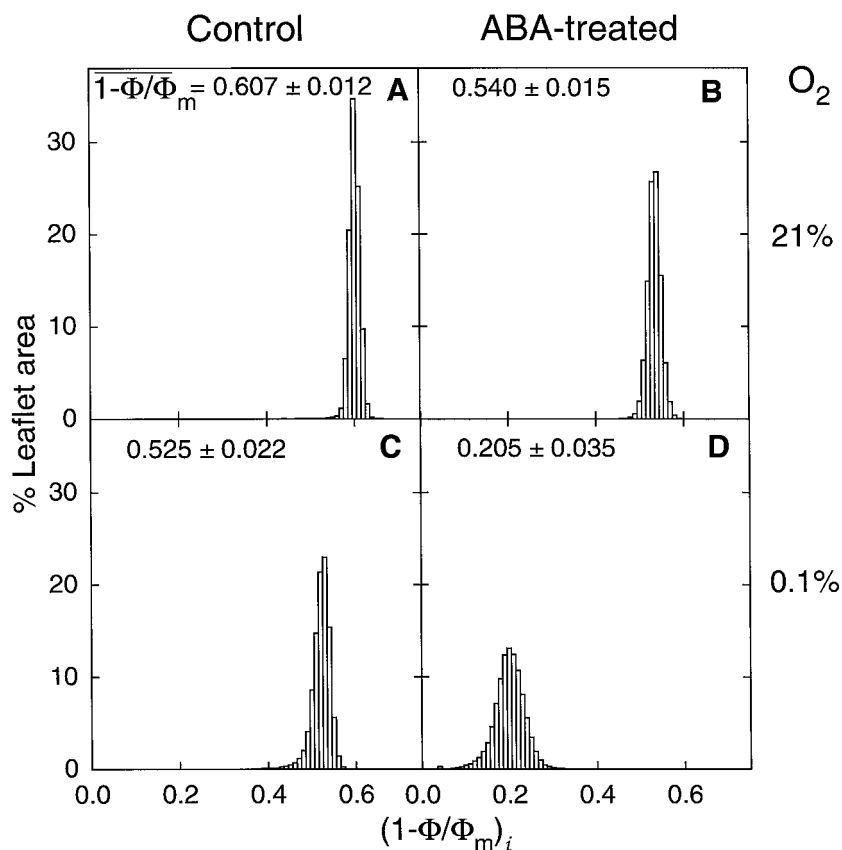 Control ABA-treated
O₂
1-Φ/Φm = 0.607 ± 0.012 A
0.540 ± 0.015 B
30
20
10
0
21%
% Leaflet area
0.525 ± 0.022 C
0.205 ± 0.035 D
30
20
10
0
0.1%
0.0 0.2 0.4 0.6 0.0 0.2 0.4 0.6
(1-Φ/Φm)i